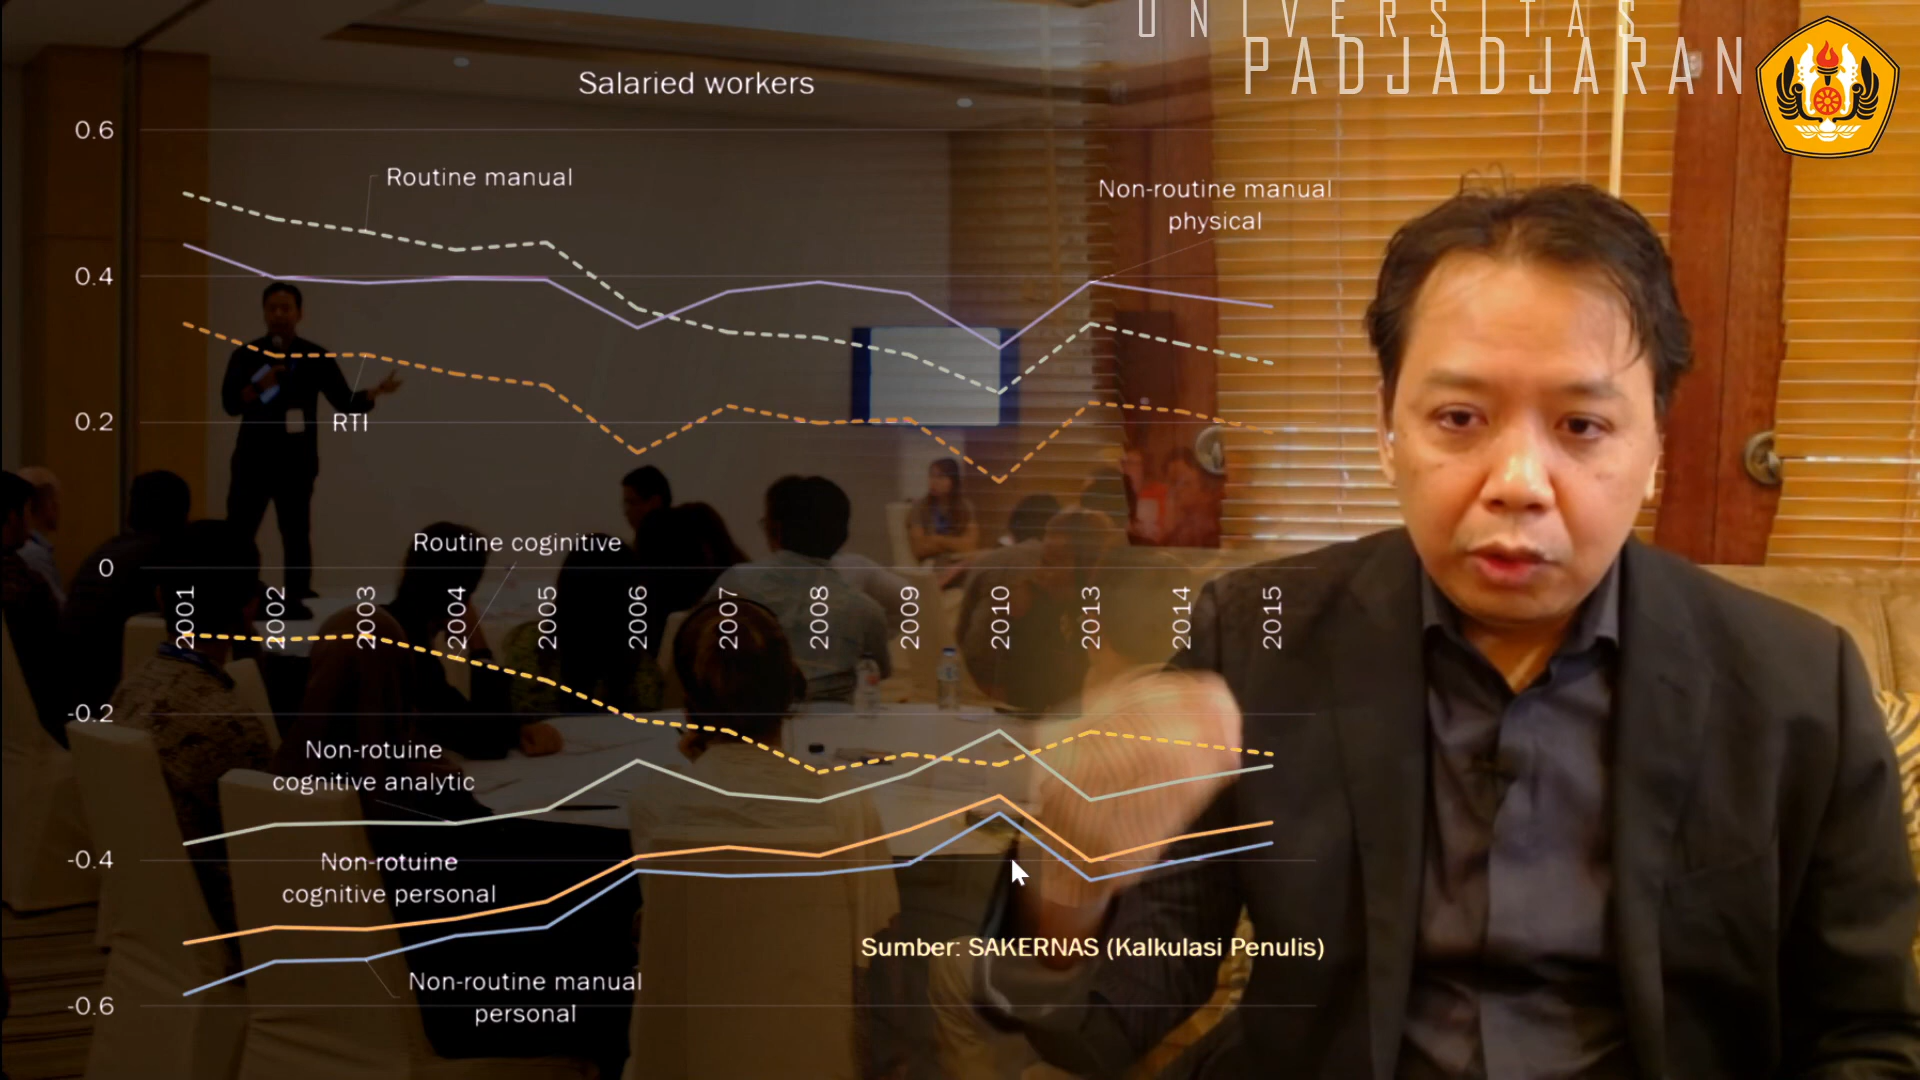 UNIVERSITAS
PADJADJARAN
Salaried workers
0.6
0.4
0.2
0
-0.2
-0.4
-0.6
Routine manual
Non-routine manual
physical
RTI
Routine coginitive
2001
2002
2003
2004
2005
2006
2007
2008
2009
2010
2013
2014
2015
Non-rotuine
cognitive analytic
Non-rotuine
cognitive personal
Non-routine manual
personal
Sumber: SAKERNAS (Kalkulasi Penulis)